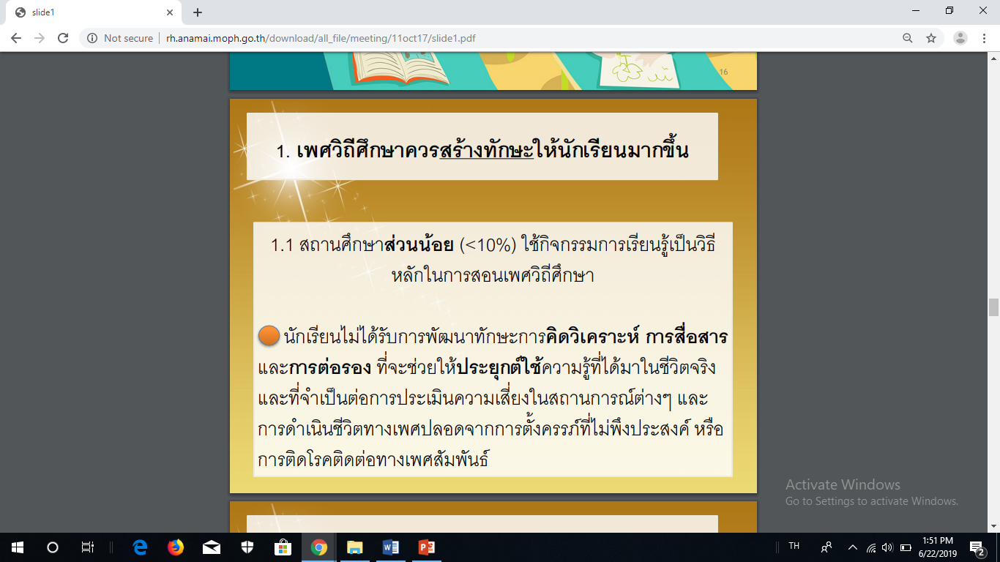 slide1
Not secure
rh.anamai.moph.go.th/download/all_file/meeting/11oct17/slide1.pdf
16
1. เพศวิถีศึกษาควรสร้างทักษะให้นักเรียนมากขึ้น
1.1 สถานศึกษาส่วนน้อย (<10%) ใช้กิจกรรมการเรียนรู้เป็นวิธี
หลักในการสอนเพศวิถีศึกษา
นักเรียนไม่ได้รับการพัฒนาทักษะการคิดวิเคราะห์ การสื่อสาร
และการต่อรอง ที่จะช่วยให้ประยุกต์ใช้ความรู้ที่ได้มาในชีวิตจริง
และที่จำเป็นต่อการประเมินความเสี่ยงในสถานการณ์ต่างๆ และ
การดำเนินชีวิตทางเพศปลอดจากการตั้งครรภ์ที่ไม่พึงประสงค์ หรือ
การติดโรคติดต่อทางเพศสัมพันธ์
Activate Windows
Go to Settings to activate Windows.
TH
1:51 PM
6/22/2019
2